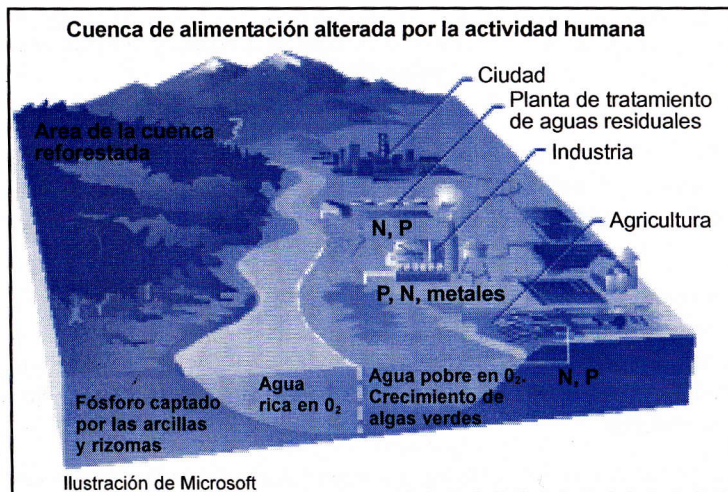 Cuenca de alimentación alterada por la actividad humana
Ciudad
Planta de tratamiento
de aguas residuales
Industria
Agricultura
Area de la cuenca
reforestada
N, P
P, N, metales
N, P
Agua
rica en 0₂
Agua pobre en 0₂.
Crecimiento de
algas verdes
Fósforo captado
por las arcillas
y rizomas
Ilustración de Microsoft